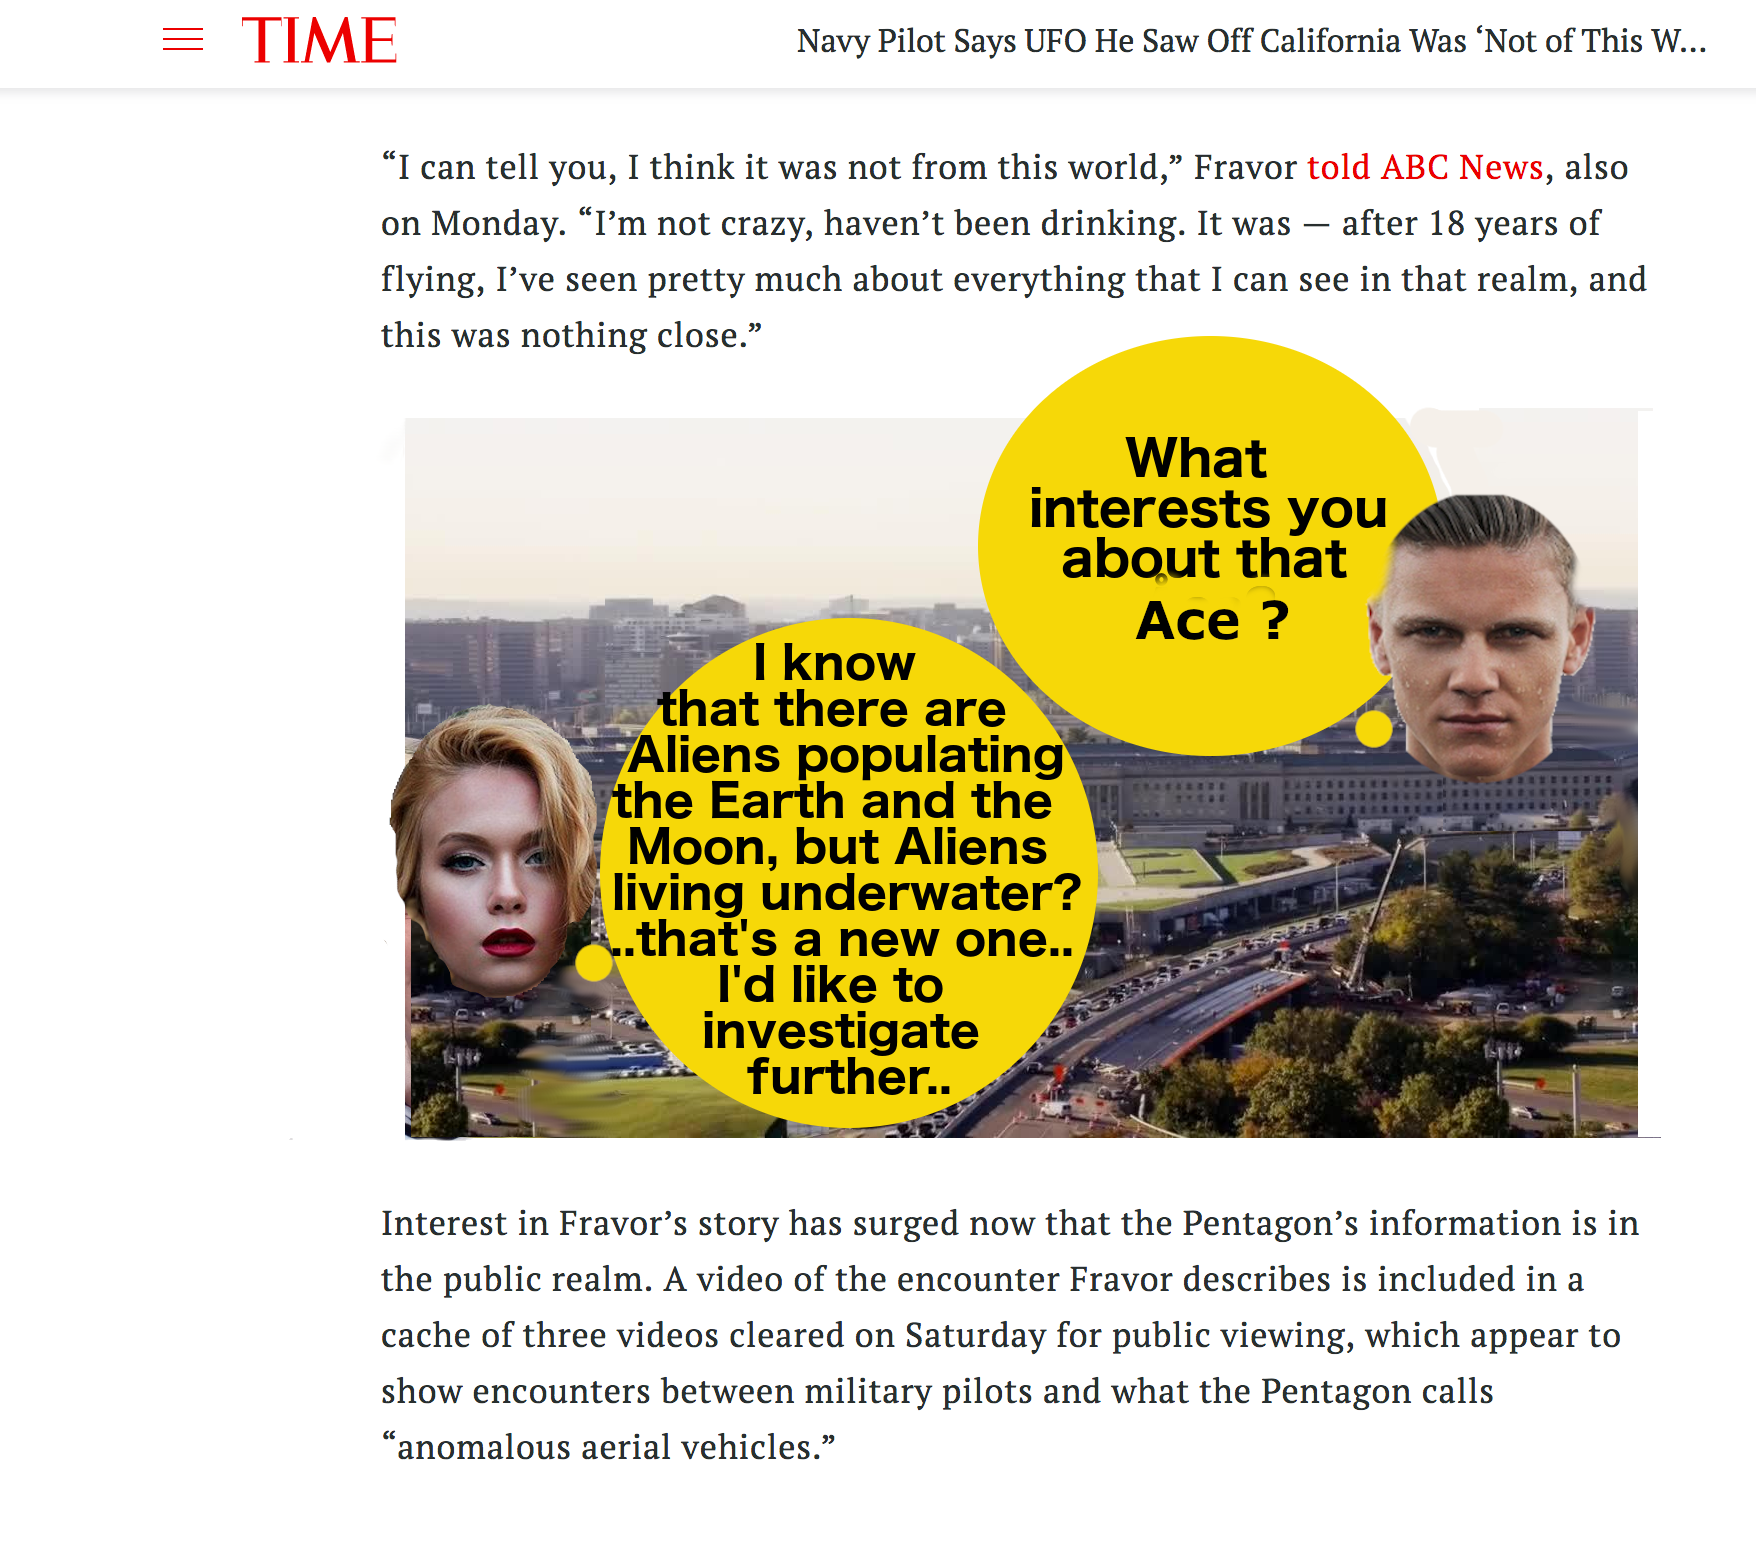 TIME
Navy Pilot Says UFO He Saw Off California Was ‘Not of This W...
“I can tell you, I think it was not from this world,” Fravor told ABC News, also
on Monday. “I’m not crazy, haven’t been drinking. It was — after 18 years of
flying, I’ve seen pretty much about everything that I can see in that realm, and
this was nothing close.”
What
interests you
about that
Ace ?
I know
that there are
Aliens populating
the Earth and the
Moon, but Aliens
living underwater?
..that's a new one..
I'd like to
investigate
further..
Interest in Fravor’s story has surged now that the Pentagon’s information is in
the public realm. A video of the encounter Fravor describes is included in a
cache of three videos cleared on Saturday for public viewing, which appear to
show encounters between military pilots and what the Pentagon calls
“anomalous aerial vehicles.”